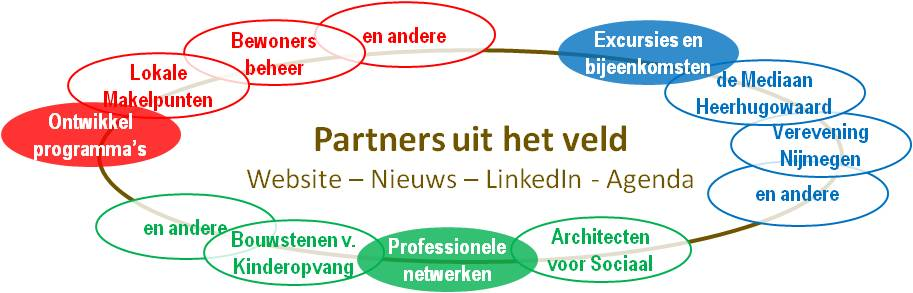 en andere
Bewoners
beheer
Lokale
Makelpunten
Ontwikkel
programma's
Excursies en
bijeenkomsten
de Mediaan
Heerhugowaard
Verevening
Nijmegen
en andere
Partners uit het veld
Website – Nieuws – LinkedIn - Agenda
en andere
Bouwstenen v.
Kinderopvang
Professionele
netwerken
Architecten
voor Sociaal